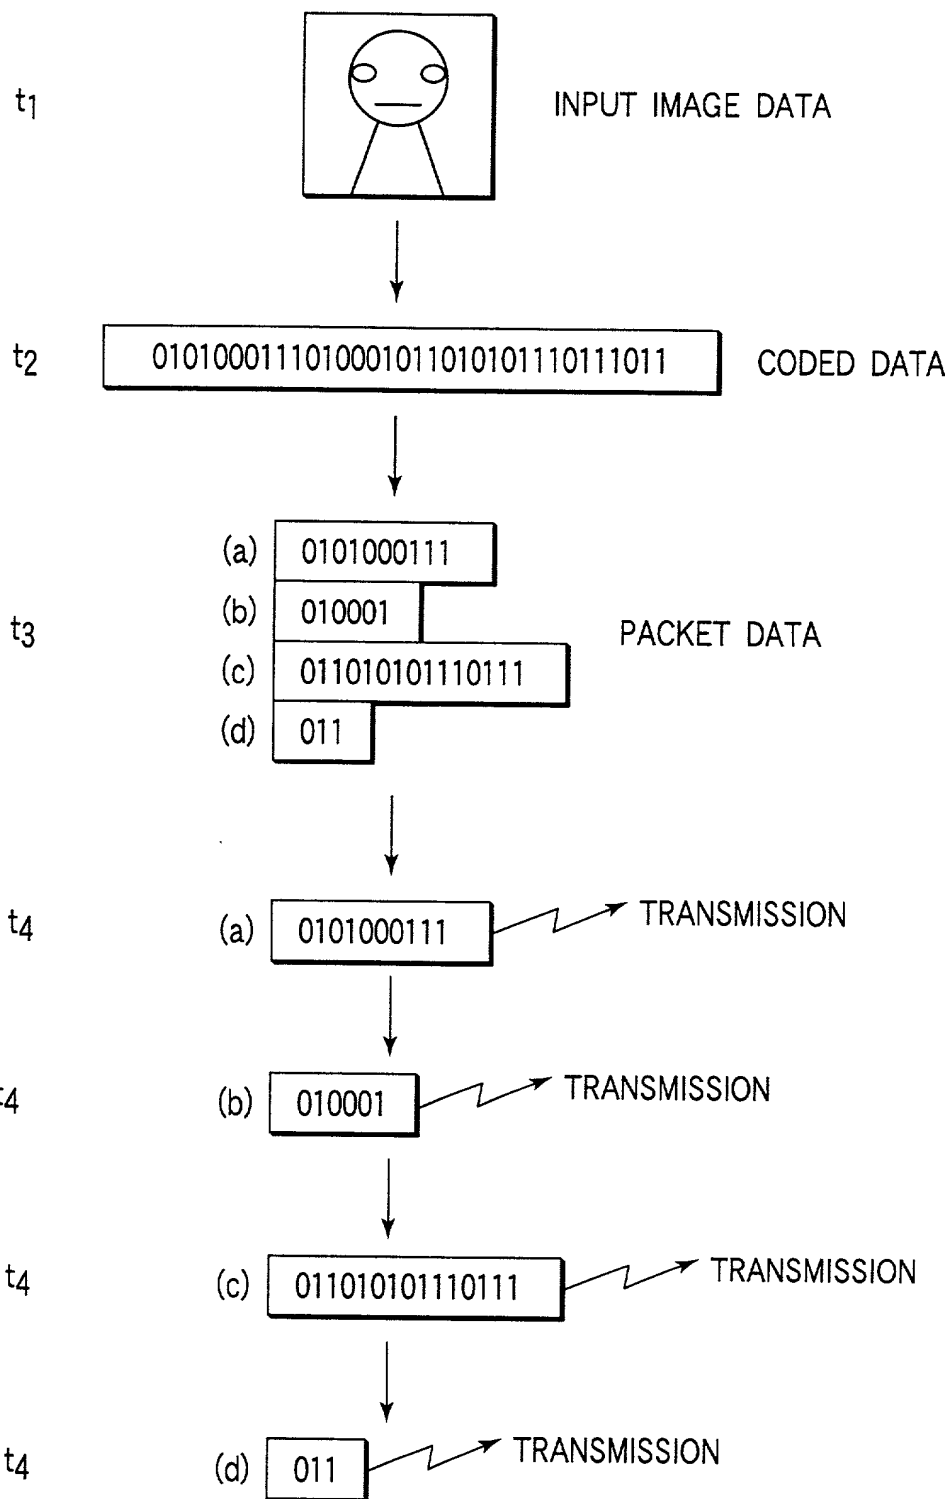 t1 INPUT IMAGE DATA
t2 0101000111010001011010101110111011 CODED DATA
(a) 0101000111
(b) 010001
t3 PACKET DATA
(c) 011010101110111
(d) 011
t4 (a) 0101000111 TRANSMISSION
t4 (b) 010001 TRANSMISSION
t4 (c) 011010101110111 TRANSMISSION
t4 (d) 011 TRANSMISSION